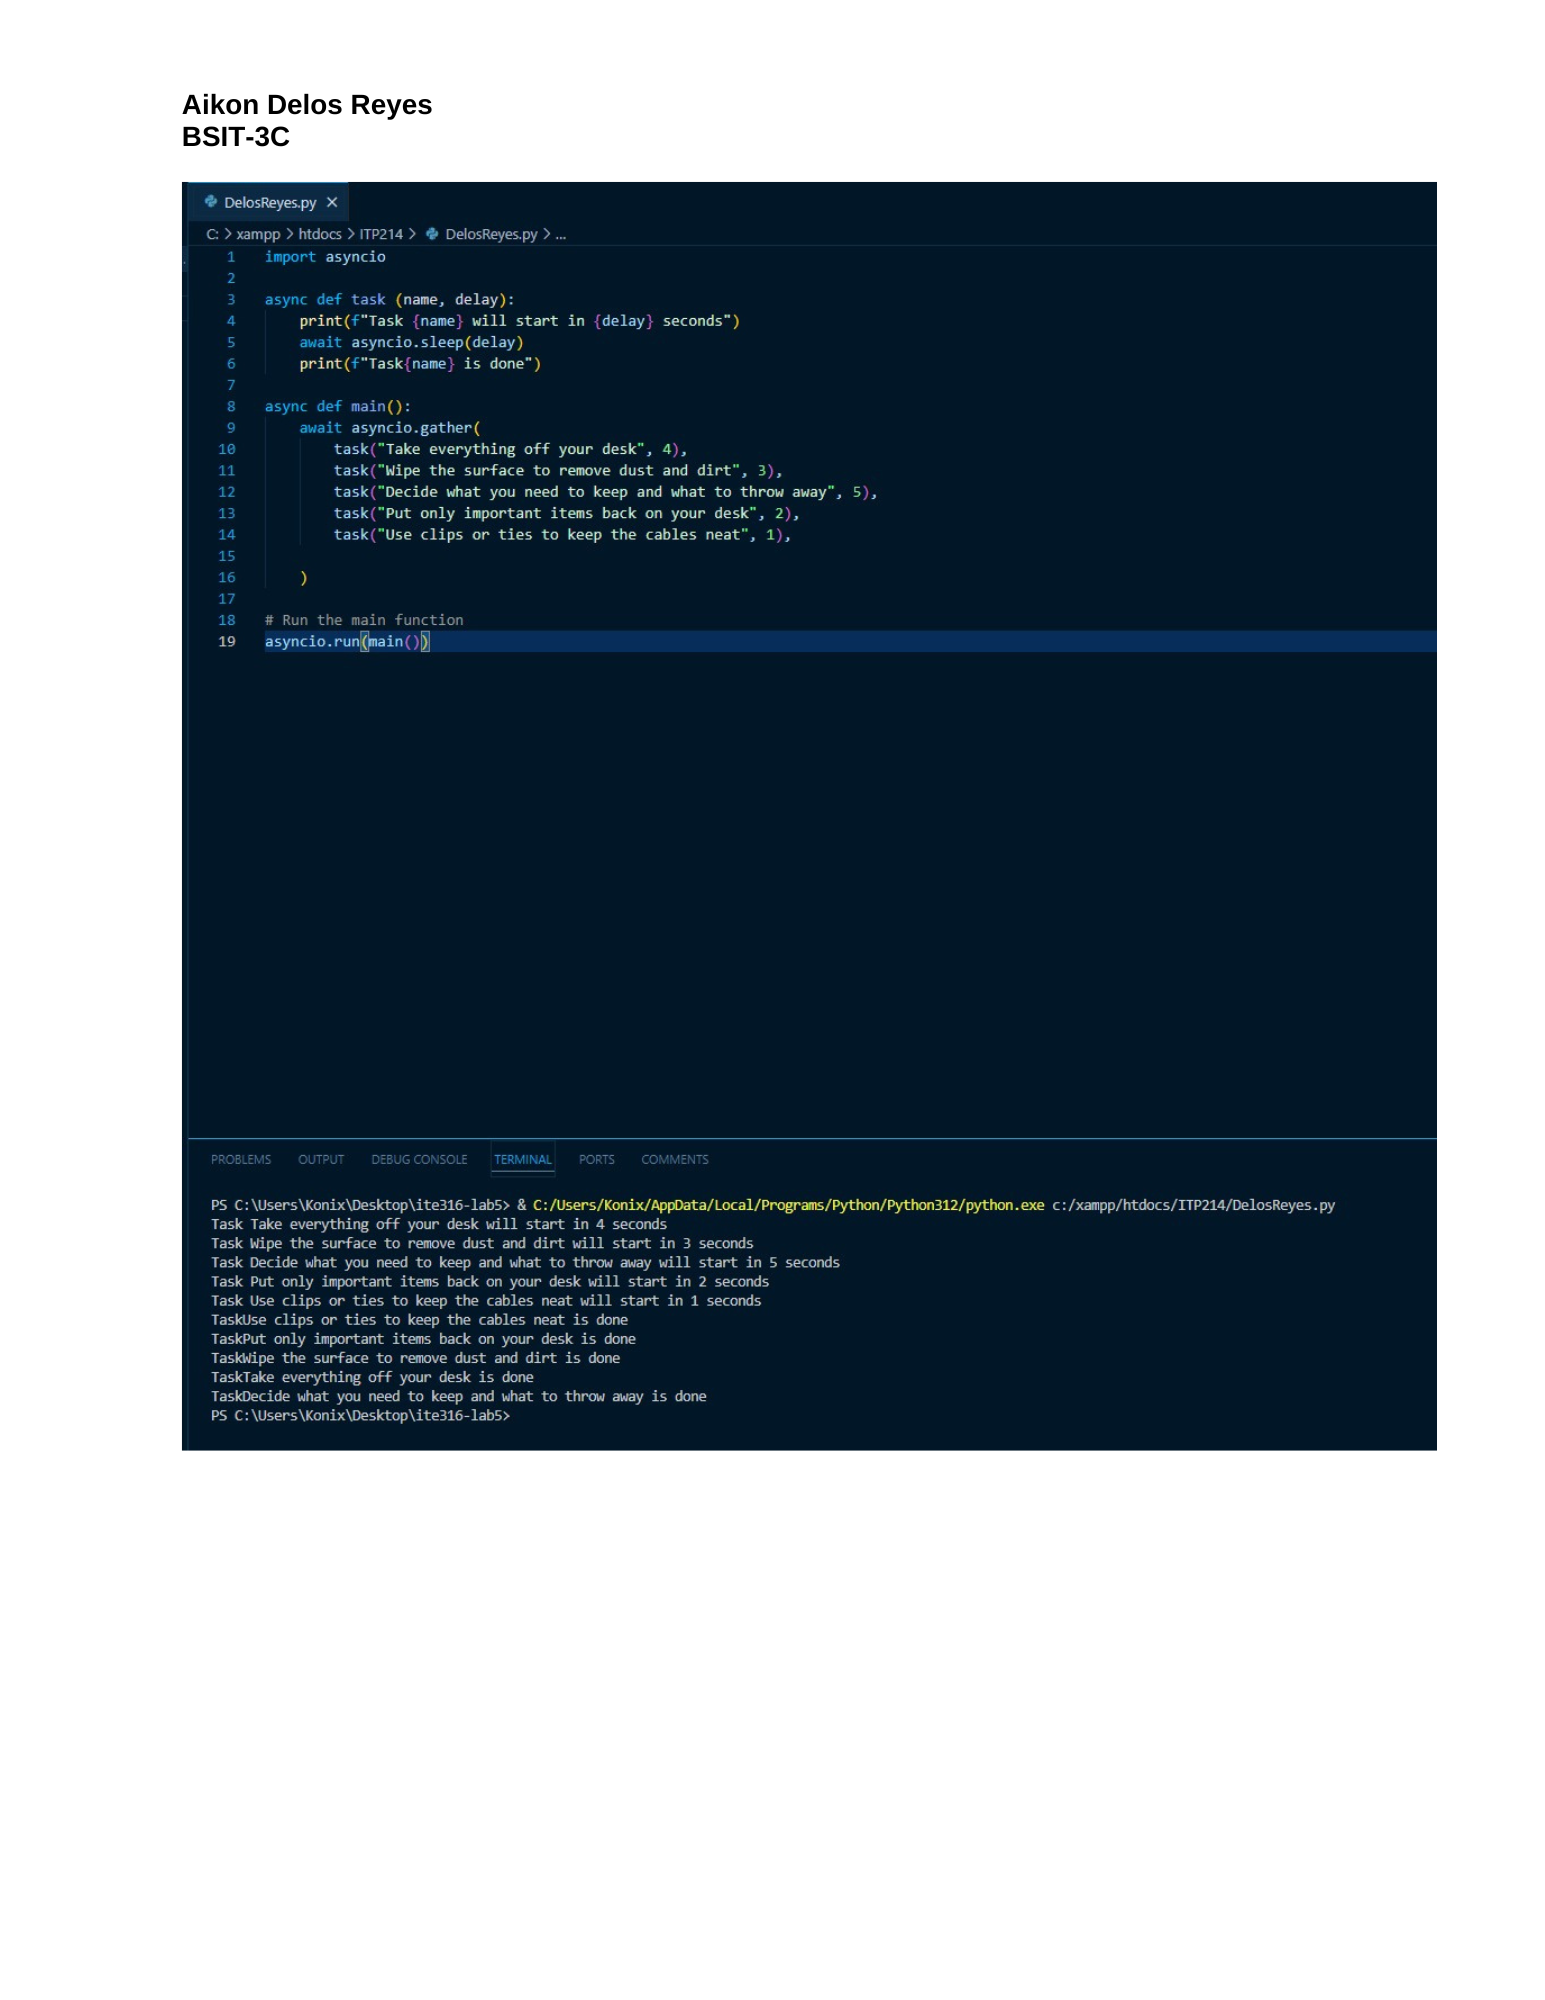 Aikon Delos Reyes
BSIT-3C
DelosReyes.py ×
C: > xampp > htdocs > ITP214 > DelosReyes.py > ...
1 import asyncio
2
3 async def task (name, delay):
4     print(f"Task {name} will start in {delay} seconds")
5     await asyncio.sleep(delay)
6     print(f"Task{name} is done")
7
8 async def main():
9     await asyncio.gather(
10         task("Take everything off your desk", 4),
11         task("Wipe the surface to remove dust and dirt", 3),
12         task("Decide what you need to keep and what to throw away", 5),
13         task("Put only important items back on your desk", 2),
14         task("Use clips or ties to keep the cables neat", 1),
15
16     )
17
18 # Run the main function
19 asyncio.run(main())
PROBLEMS OUTPUT DEBUG CONSOLE TERMINAL PORTS COMMENTS
PS C:\Users\Konix\Desktop\ite316-lab5> & C:/Users/Konix/AppData/Local/Programs/Python/Python312/python.exe c:/xampp/htdocs/ITP214/DelosReyes.py
Task Take everything off your desk will start in 4 seconds
Task Wipe the surface to remove dust and dirt will start in 3 seconds
Task Decide what you need to keep and what to throw away will start in 5 seconds
Task Put only important items back on your desk will start in 2 seconds
Task Use clips or ties to keep the cables neat will start in 1 seconds
TaskUse clips or ties to keep the cables neat is done
TaskPut only important items back on your desk is done
TaskWipe the surface to remove dust and dirt is done
TaskTake everything off your desk is done
TaskDecide what you need to keep and what to throw away is done
PS C:\Users\Konix\Desktop\ite316-lab5>